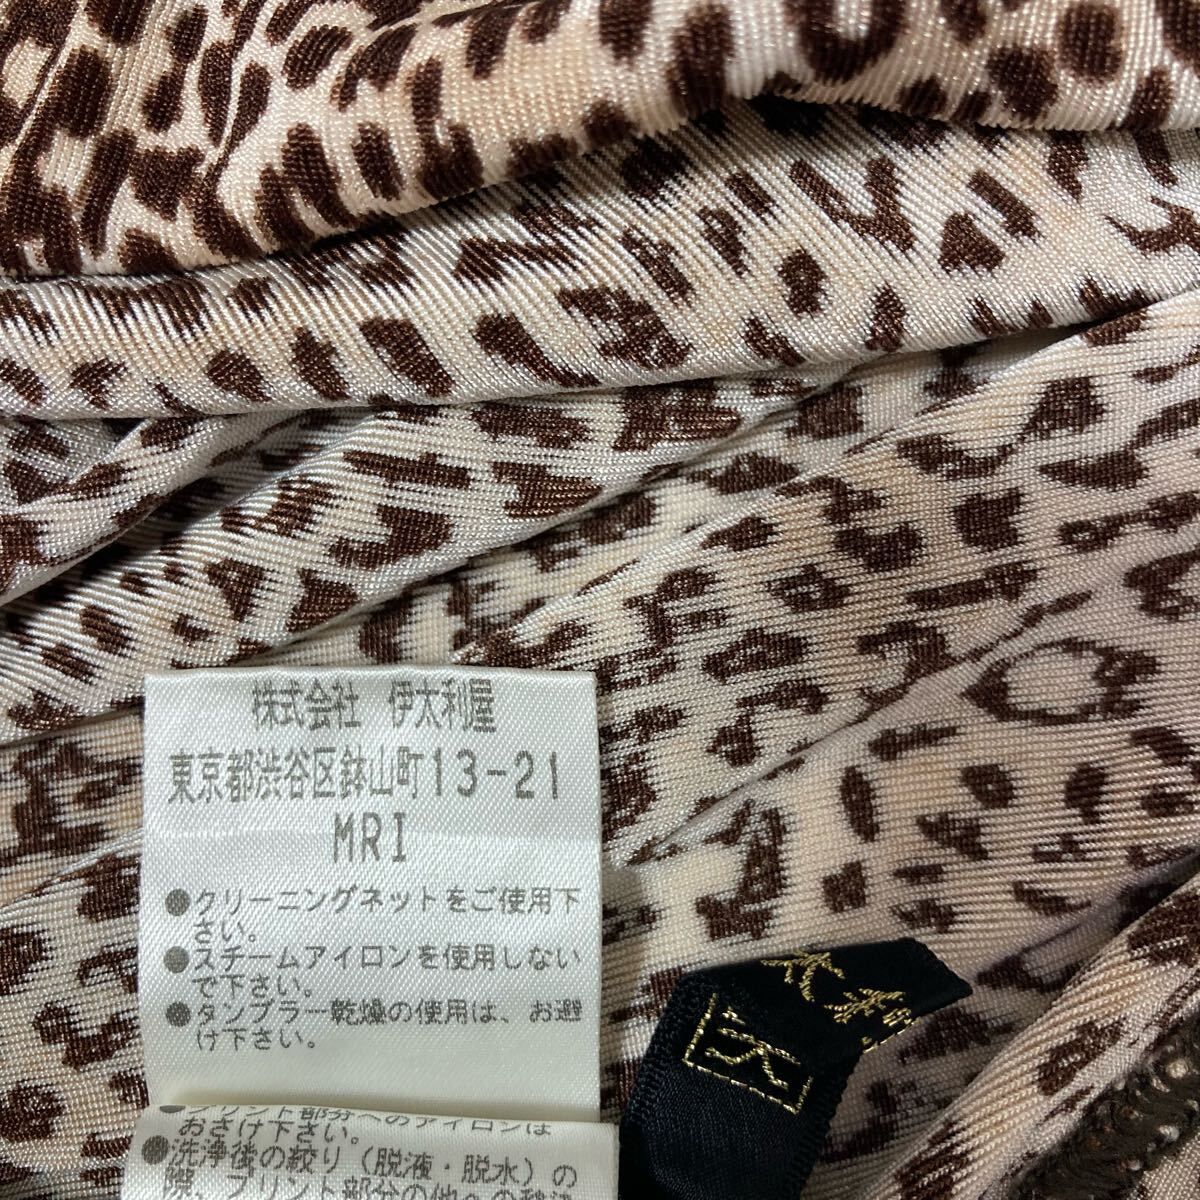 株式会社 伊太利屋
東京都渋谷区鉢山町13-21
MRI
●クリーニングネットをご使用下
さい。
●スチームアイロンを使用しない
で下さい。
●タンブラー乾燥の使用は、お避
け下さい。
プリント部分へのアイロンは
おさけ下さい。
●洗浄後の絞り（脱液・脱水）の
際、プリント部分の他への